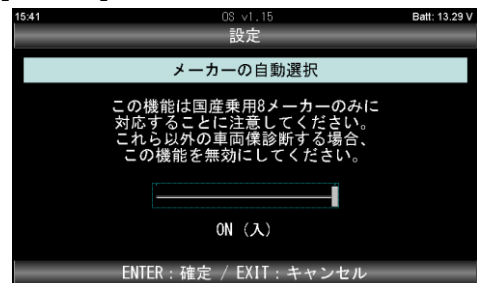 15:41 OS v1.15 Batt: 13.29 V
設定
メーカーの自動選択
この機能は国産乗用8メーカーのみに
対応することに注意してください。
これら以外の車両僕診断する場合、
この機能を無効にしてください。
ON (入)
ENTER : 確定 / EXIT : キャンセル